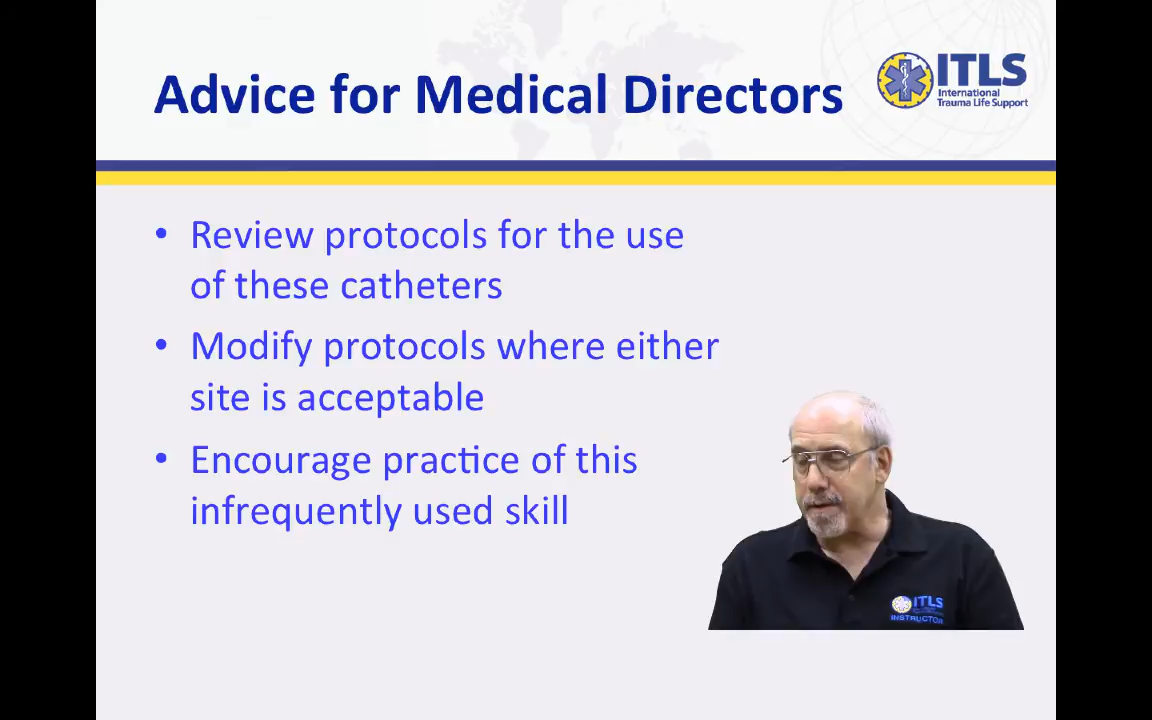 Advice for Medical Directors
ITLS
International
Trauma Life Support
• Review protocols for the use
of these catheters
• Modify protocols where either
site is acceptable
• Encourage practice of this
infrequently used skill
ITLS
INSTRUCTOR